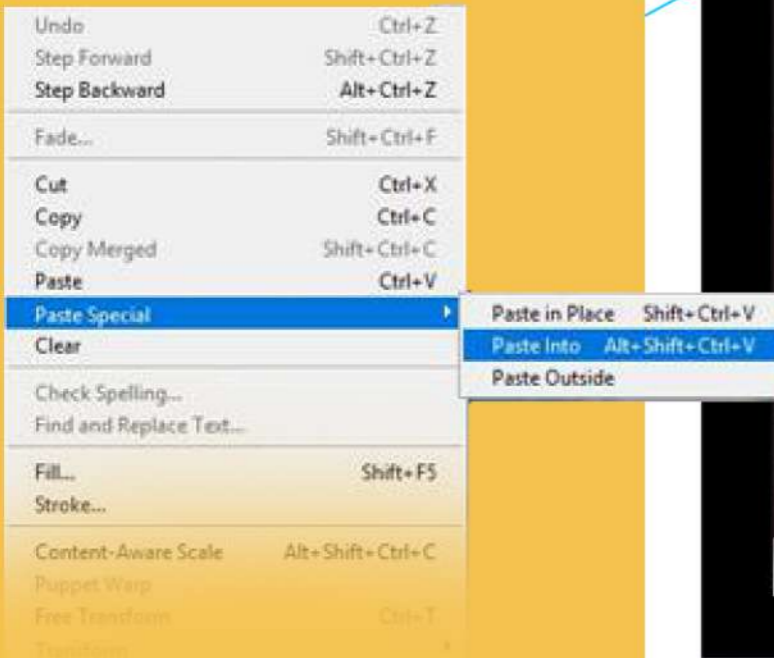 Undo Ctrl+Z
Step Forward Shift+Ctrl+Z
Step Backward Alt+Ctrl+Z
Fade... Shift+Ctrl+F
Cut Ctrl+X
Copy Ctrl+C
Copy Merged Shift+Ctrl+C
Paste Ctrl+V
Paste Special
Paste in Place Shift+Ctrl+V
Paste Into Alt+Shift+Ctrl+V
Paste Outside
Clear
Check Spelling...
Find and Replace Text...
Fill... Shift+F5
Stroke...
Content-Aware Scale Alt+Shift+Ctrl+C
Puppet Warp
Free Transform Ctrl+T
Transform